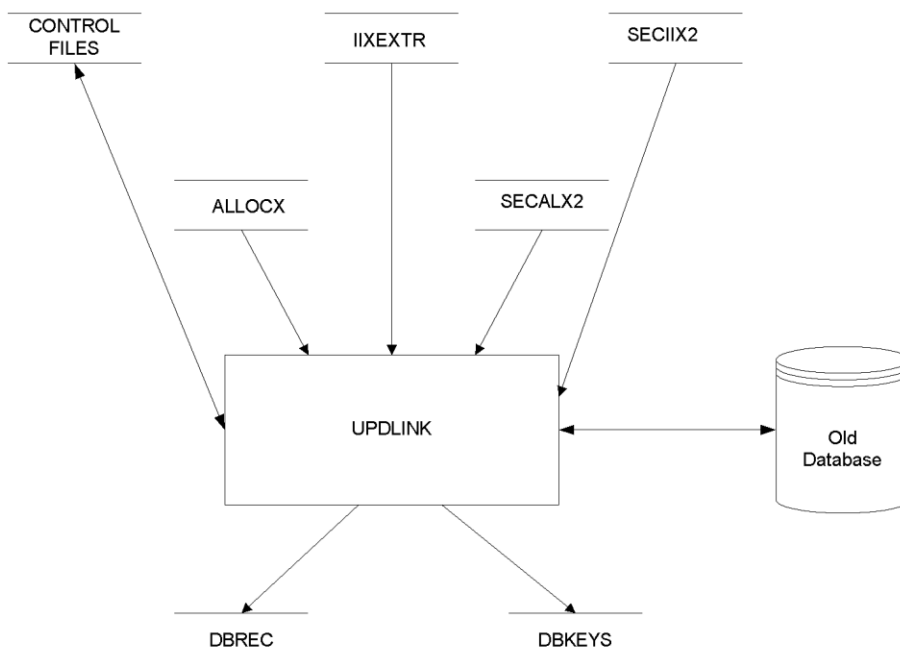 CONTROL
FILES
IIXEXTR
SECIIX2
ALLOCX
SECALX2
UPDLINK
Old
Database
DBREC
DBKEYS